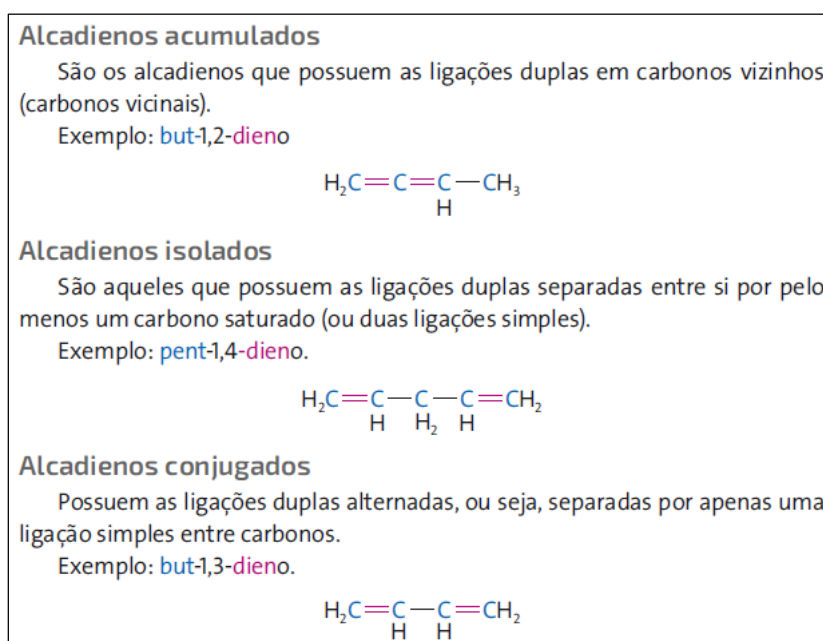 Alcadienos acumulados
São os alcadienos que possuem as ligações duplas em carbonos vizinhos
(carbonos vicinais).
Exemplo: but-1,2-dieno
H₂C=C=C—CH₃
H
Alcadienos isolados
São aqueles que possuem as ligações duplas separadas entre si por pelo
menos um carbono saturado (ou duas ligações simples).
Exemplo: pent-1,4-dieno.
H₂C=C—C—C=CH₂
H H₂ H
Alcadienos conjugados
Possuem as ligações duplas alternadas, ou seja, separadas por apenas uma
ligação simples entre carbonos.
Exemplo: but-1,3-dieno.
H₂C=C—C=CH₂
H H